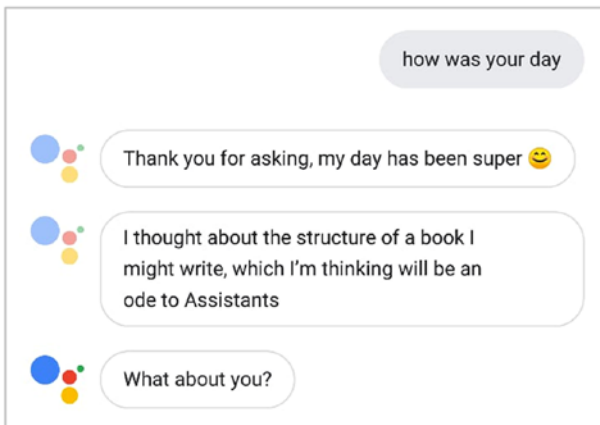 how was your day
Thank you for asking, my day has been super 😊
I thought about the structure of a book I
might write, which I'm thinking will be an
ode to Assistants
What about you?